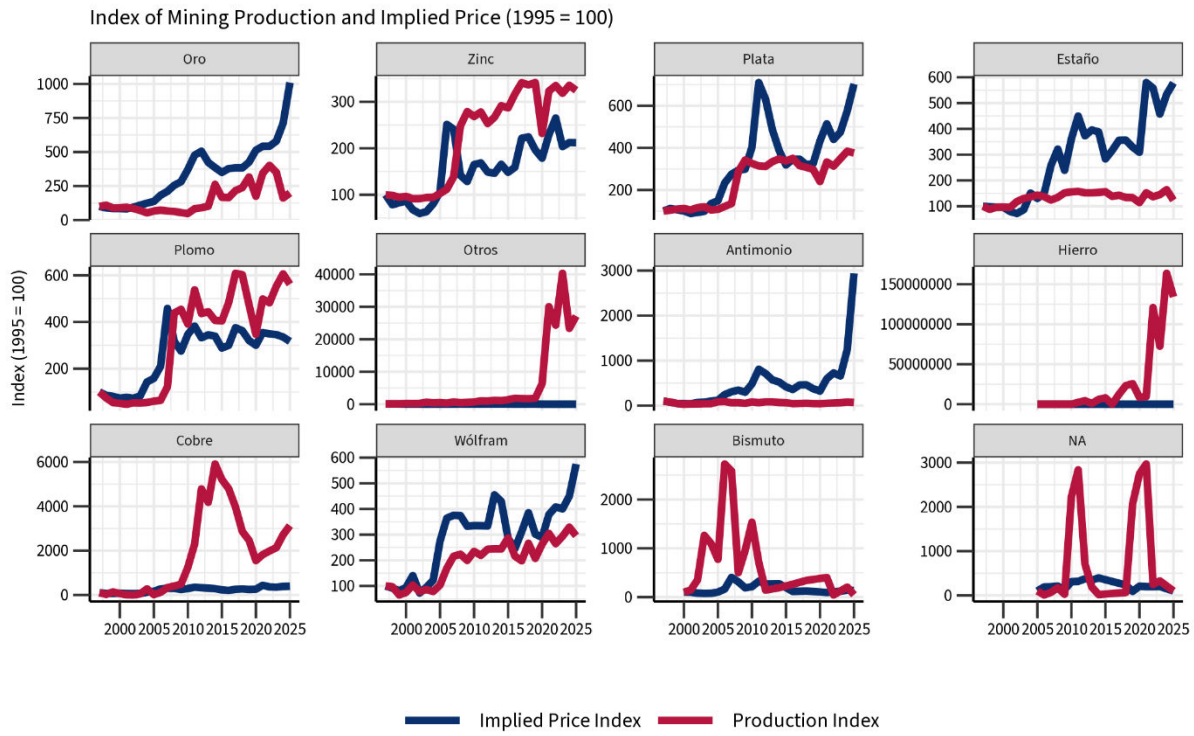 Index of Mining Production and Implied Price (1995 = 100)
Index (1995 = 100)
Oro
1000
750
500
250
0
Zinc
300
200
100
Plata
600
400
200
Estaño
600
500
400
300
200
100
Plomo
600
400
200
Otros
40000
30000
20000
10000
0
Antimonio
3000
2000
1000
0
Hierro
150000000
100000000
50000000
0
Cobre
6000
4000
2000
0
2000 2005 2010 2015 2020 2025
Wólfram
600
500
400
300
200
100
2000 2005 2010 2015 2020 2025
Bismuto
2000
1000
0
2000 2005 2010 2015 2020 2025
NA
3000
2000
1000
0
2000 2005 2010 2015 2020 2025
Implied Price Index Production Index